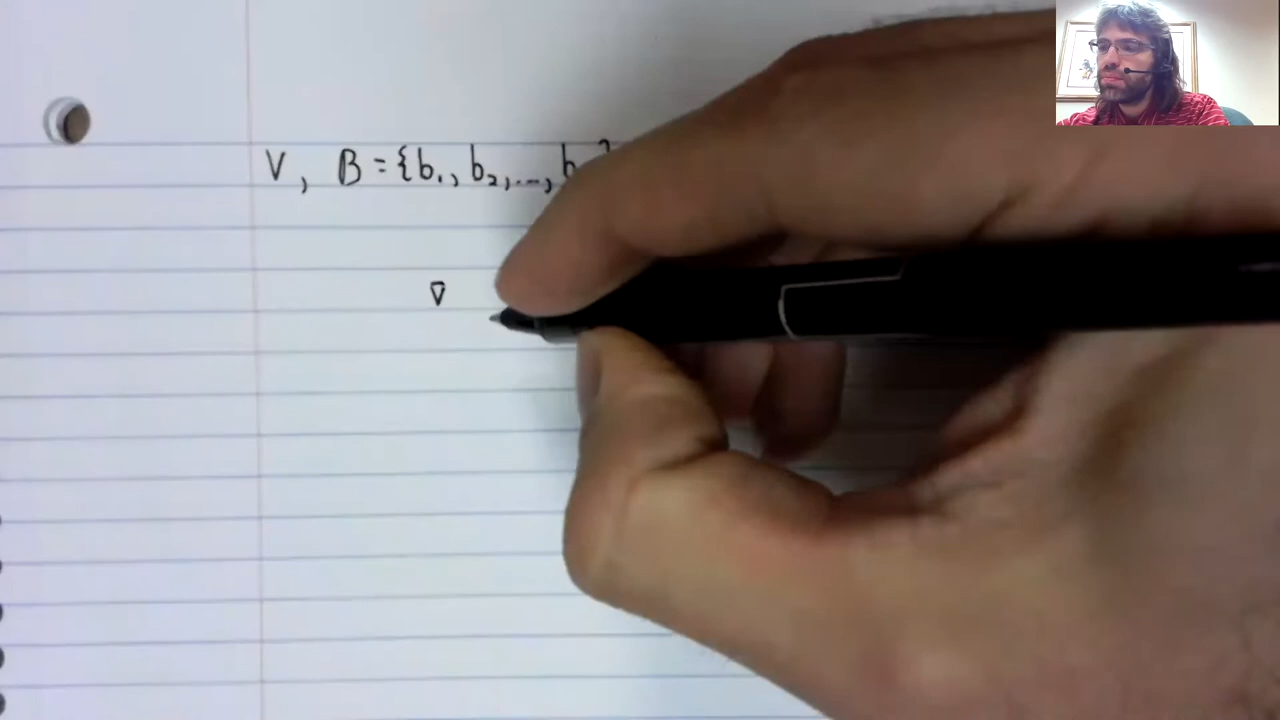 V, B = {b₁, b₂, ..., b
v̄